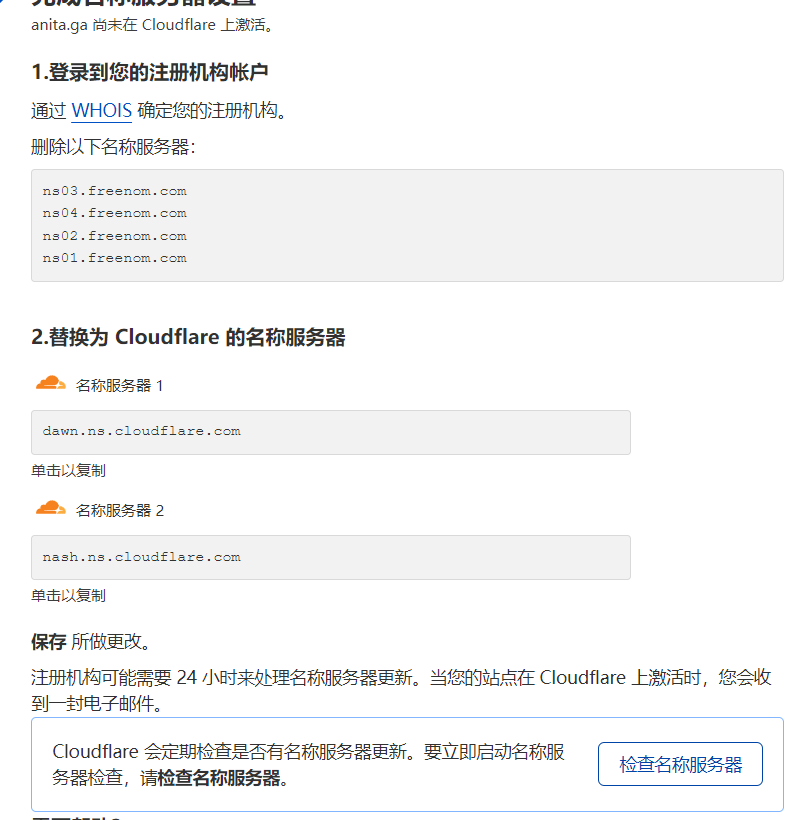 完成名称服务器设置
anita.ga 尚未在 Cloudflare 上激活。
1.登录到您的注册机构帐户
通过 WHOIS 确定您的注册机构。
删除以下名称服务器：
ns03.freenom.com
ns04.freenom.com
ns02.freenom.com
ns01.freenom.com
2.替换为 Cloudflare 的名称服务器
名称服务器 1
dawn.ns.cloudflare.com
单击以复制
名称服务器 2
nash.ns.cloudflare.com
单击以复制
保存 所做更改。
注册机构可能需要 24 小时来处理名称服务器更新。当您的站点在 Cloudflare 上激活时，您会收
到一封电子邮件。
Cloudflare 会定期检查是否有名称服务器更新。要立即启动名称服
务器检查，请检查名称服务器。
检查名称服务器